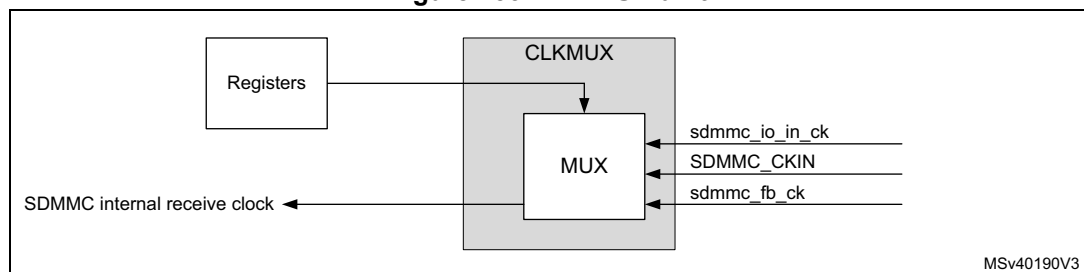 CLKMUX
Registers
sdmmc_io_in_ck
MUX
SDMMC_CKIN
sdmmc_fb_ck
SDMMC internal receive clock
MSv40190V3